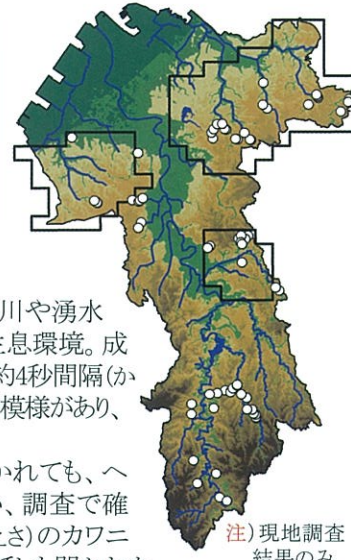 川や湧水
生息環境。成
約4秒間隔(か
模様があり、
かれても、へ
い、調査で確
じさ)のカワニ
注) 現地調査
結果のみ